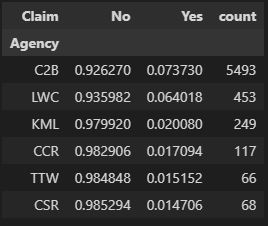 Claim No Yes count
Agency
C2B 0.926270 0.073730 5493
LWC 0.935982 0.064018 453
KML 0.979920 0.020080 249
CCR 0.982906 0.017094 117
TTW 0.984848 0.015152 66
CSR 0.985294 0.014706 68